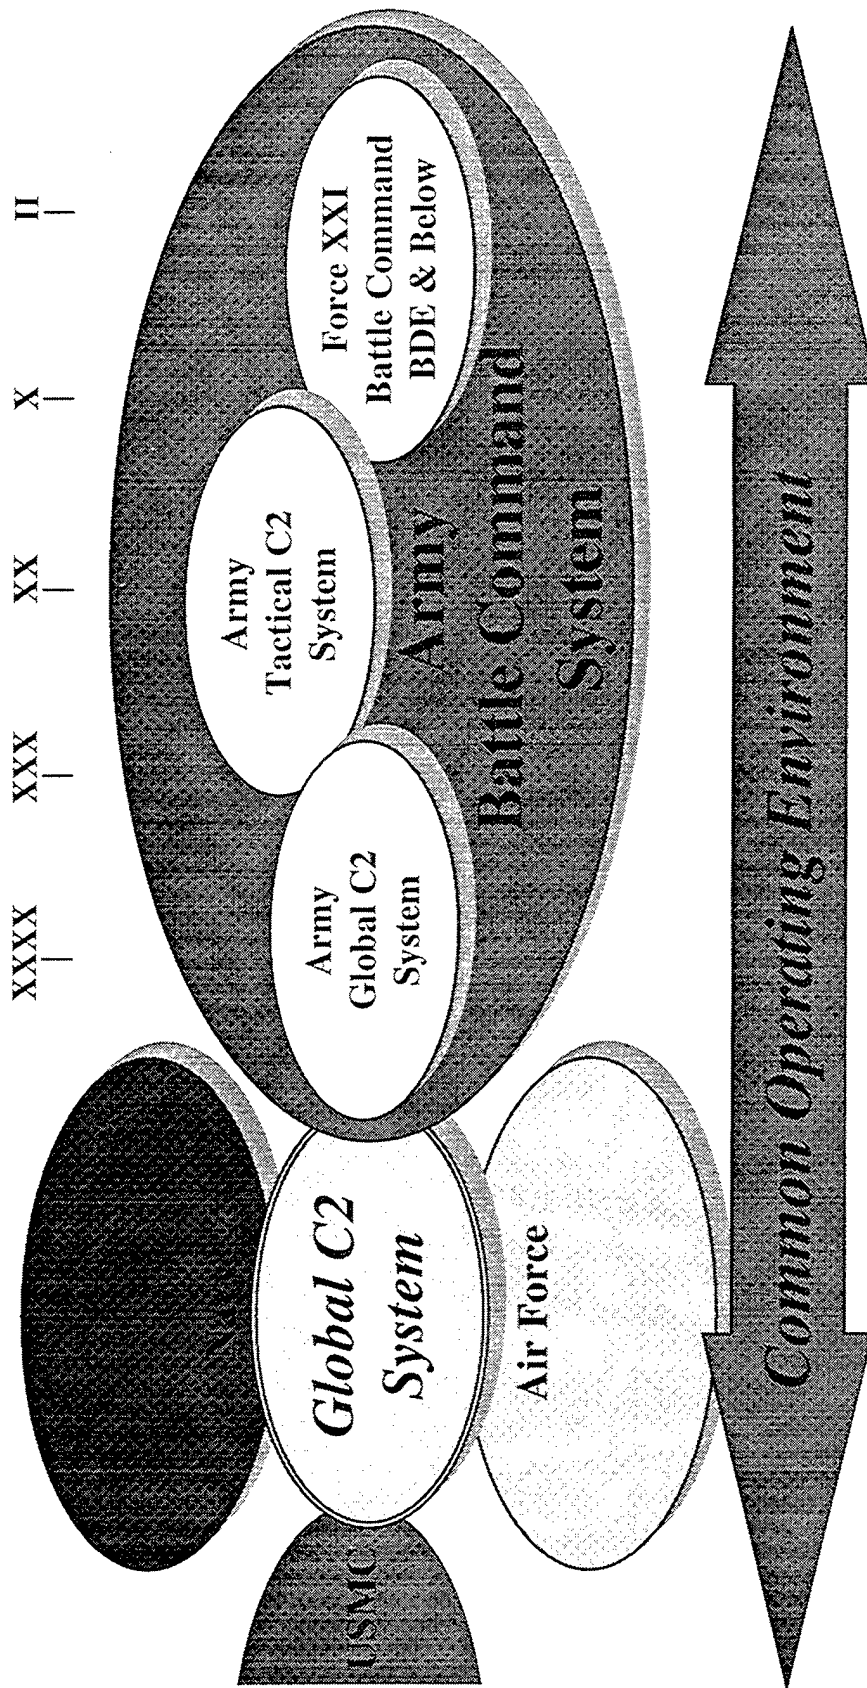 XXXX
XXX
XX
X
II
Army
Global C2
System
Army
Tactical C2
System
Force XXI
Battle Command
BDE & Below
Army
Battle Command
System
USMC
Global C2
System
Air Force
Common Operating Environment